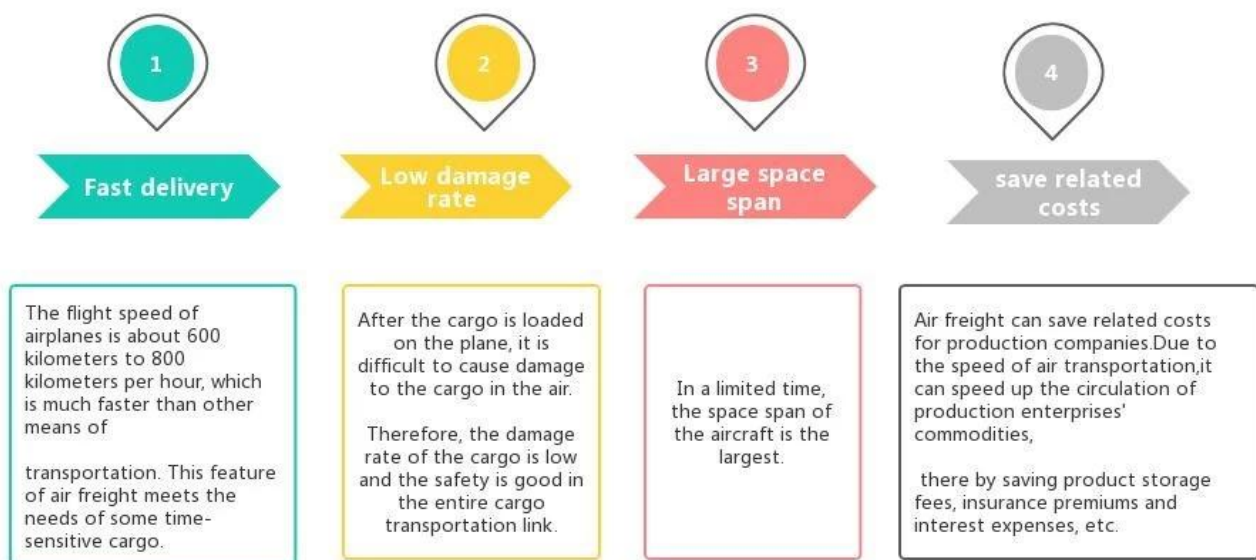 1
2
3
4
Fast delivery
Low damage
rate
Large space
span
save related
costs
The flight speed of
airplanes is about 600
kilometers to 800
kilometers per hour, which
is much faster than other
means of
transportation. This feature
of air freight meets the
needs of some time-
sensitive cargo.
After the cargo is loaded
on the plane, it is
difficult to cause damage
to the cargo in the air.
Therefore, the damage
rate of the cargo is low
and the safety is good in
the entire cargo
transportation link.
In a limited time,
the space span of
the aircraft is the
largest.
Air freight can save related costs
for production companies.Due to
the speed of air transportation,it
can speed up the circulation of
production enterprises'
commodities,
there by saving product storage
fees, insurance premiums and
interest expenses, etc.